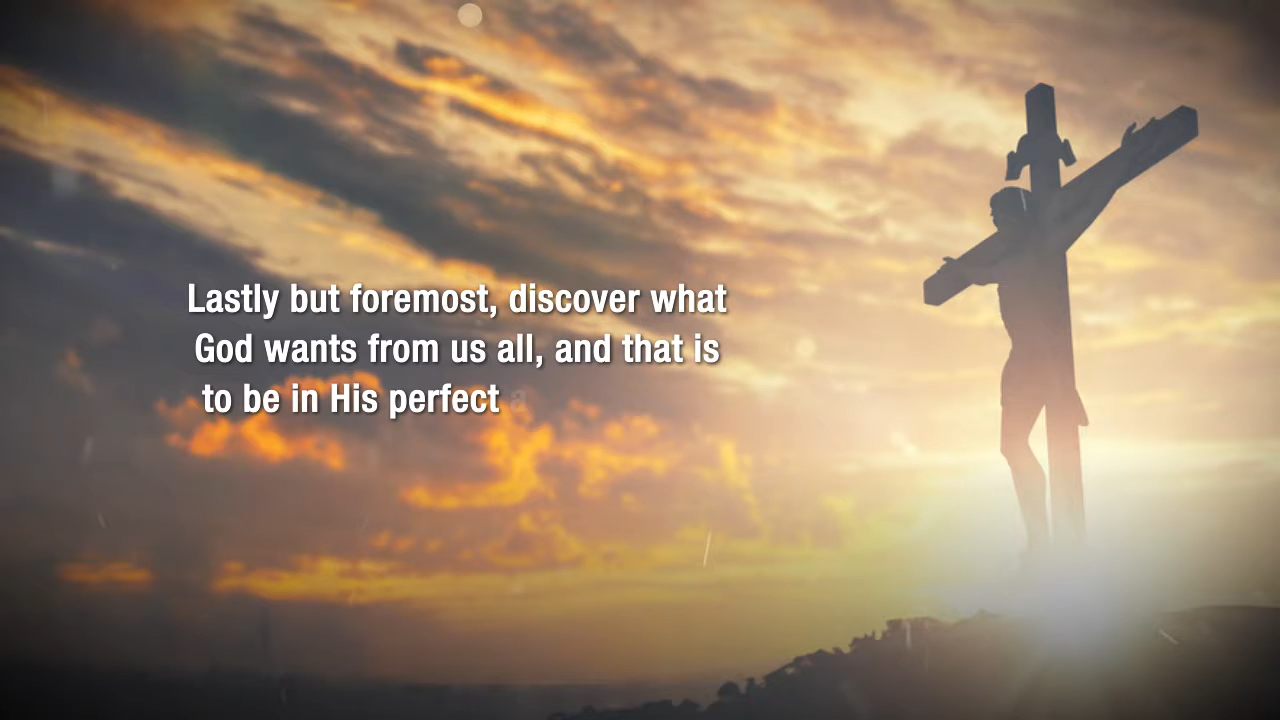 Lastly but foremost, discover what
God wants from us all, and that is
to be in His perfect